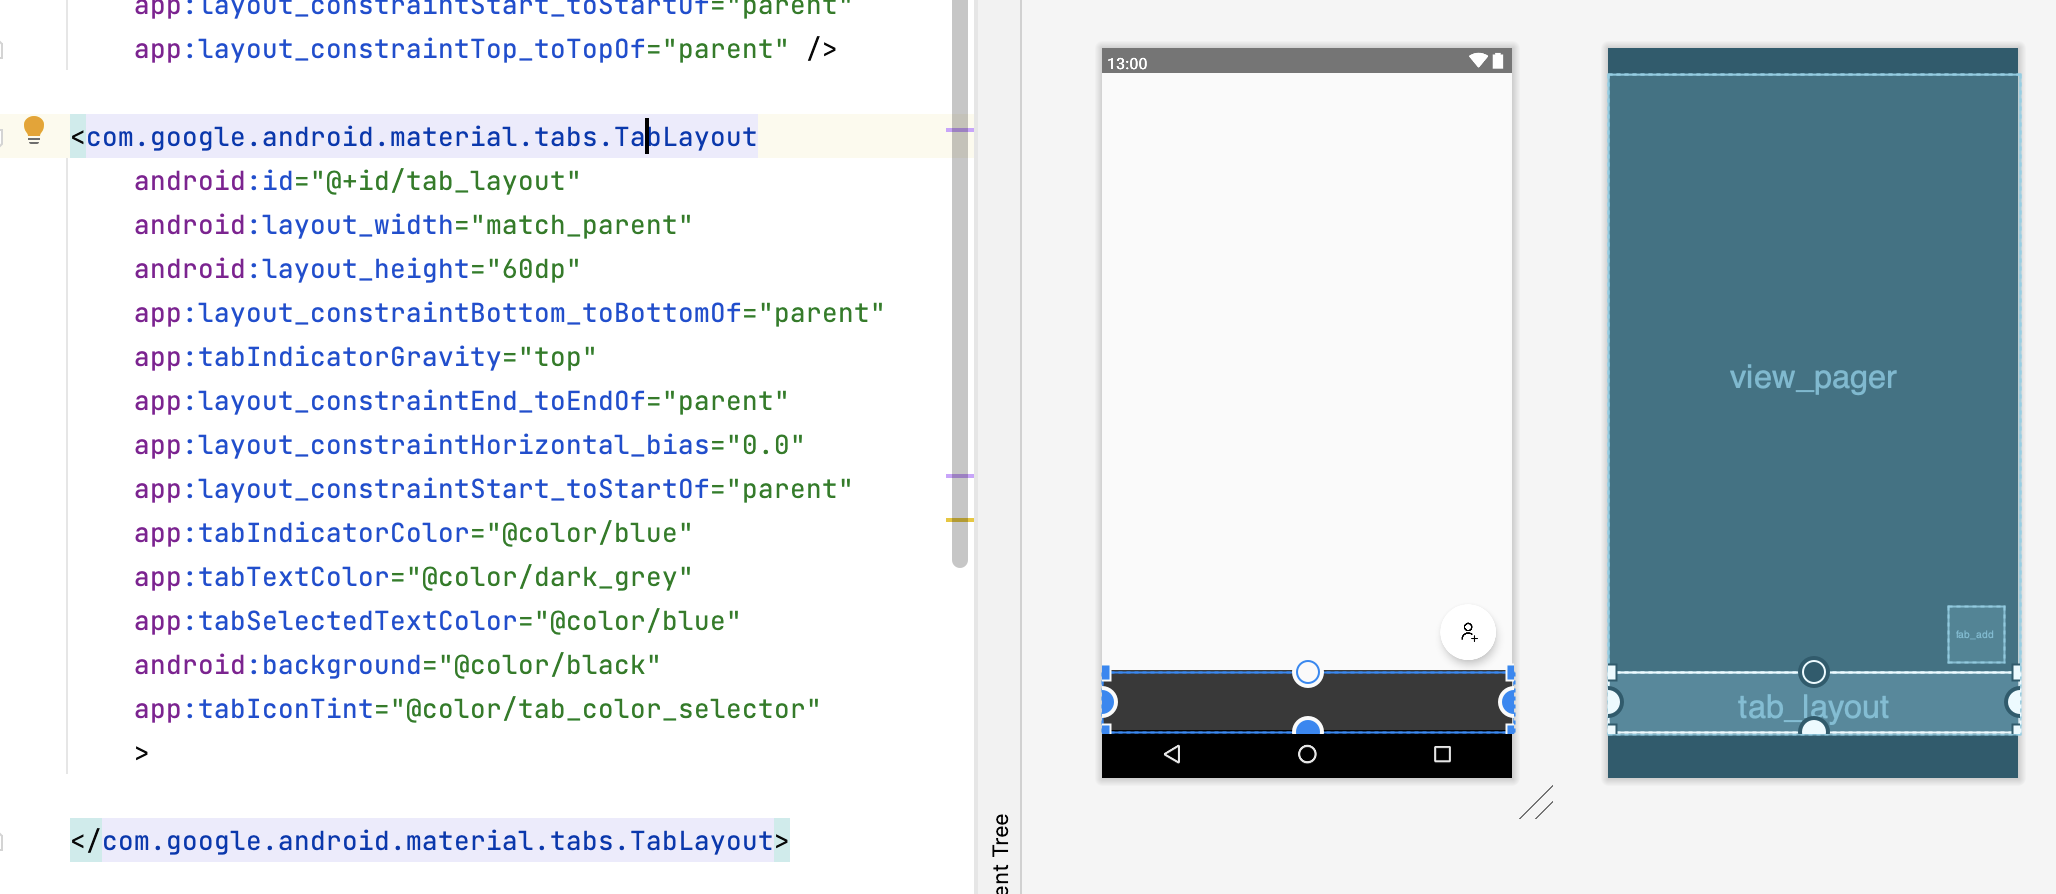 app:layout_constraintStart_toStartOf="parent"
app:layout_constraintTop_toTopOf="parent" />
<com.google.android.material.tabs.TabLayout
android:id="@+id/tab_layout"
android:layout_width="match_parent"
android:layout_height="60dp"
app:layout_constraintBottom_toBottomOf="parent"
app:tabIndicatorGravity="top"
app:layout_constraintEnd_toEndOf="parent"
app:layout_constraintHorizontal_bias="0.0"
app:layout_constraintStart_toStartOf="parent"
app:tabIndicatorColor="@color/blue"
app:tabTextColor="@color/dark_grey"
app:tabSelectedTextColor="@color/blue"
android:background="@color/black"
app:tabIconTint="@color/tab_color_selector"
>
</com.google.android.material.tabs.TabLayout>
ent Tree
13:00
view_pager
fab_add
tab_layout